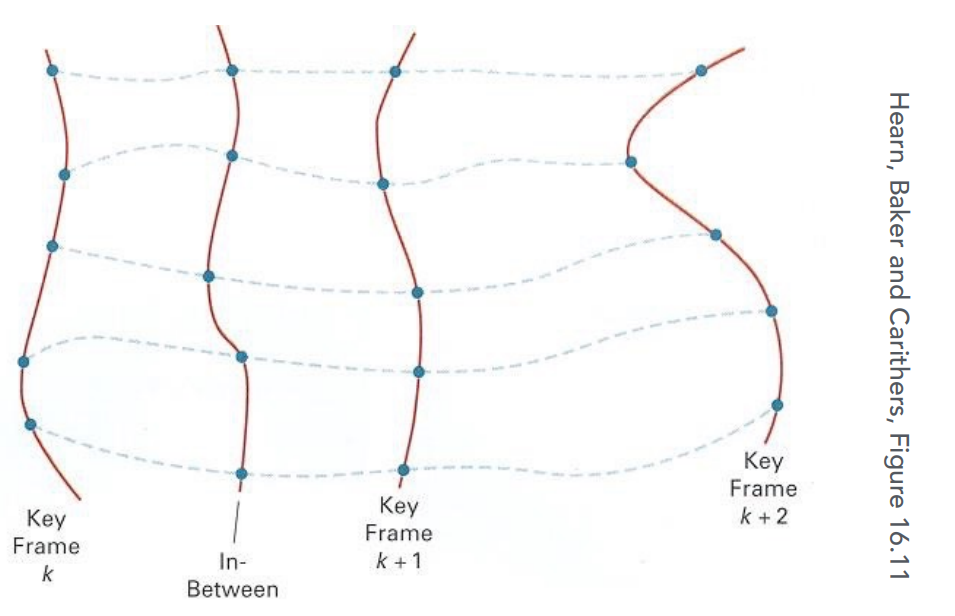 Key
Frame
k
In-
Between
Key
Frame
k + 1
Key
Frame
k + 2
Hearn, Baker and Carithers, Figure 16.11